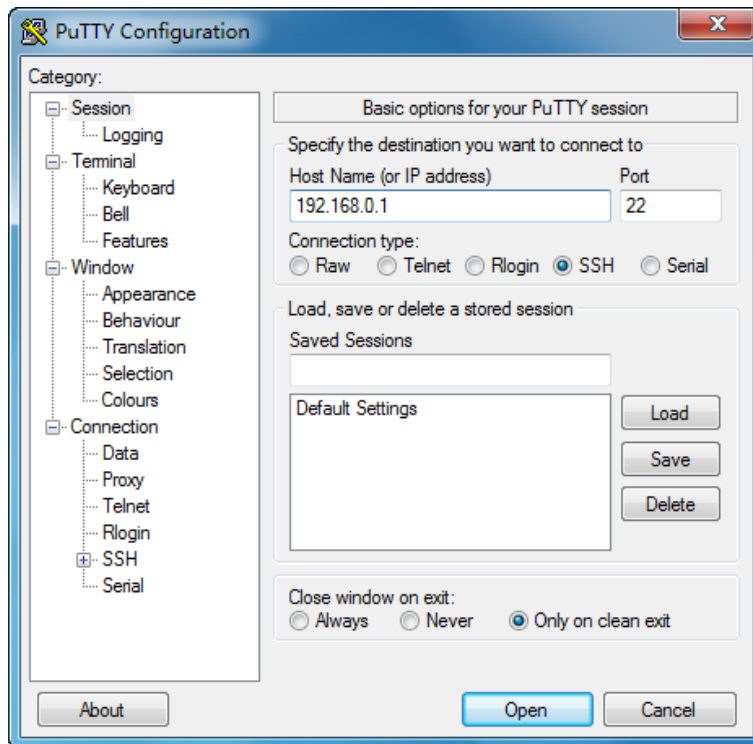 PuTTY Configuration
Category:
Session
Logging
Terminal
Keyboard
Bell
Features
Window
Appearance
Behaviour
Translation
Selection
Colours
Connection
Data
Proxy
Telnet
Rlogin
SSH
Serial
Basic options for your PuTTY session
Specify the destination you want to connect to
Host Name (or IP address) Port
192.168.0.1 22
Connection type:
Raw Telnet Rlogin SSH Serial
Load, save or delete a stored session
Saved Sessions
Default Settings
Load
Save
Delete
Close window on exit:
Always Never Only on clean exit
About Open Cancel